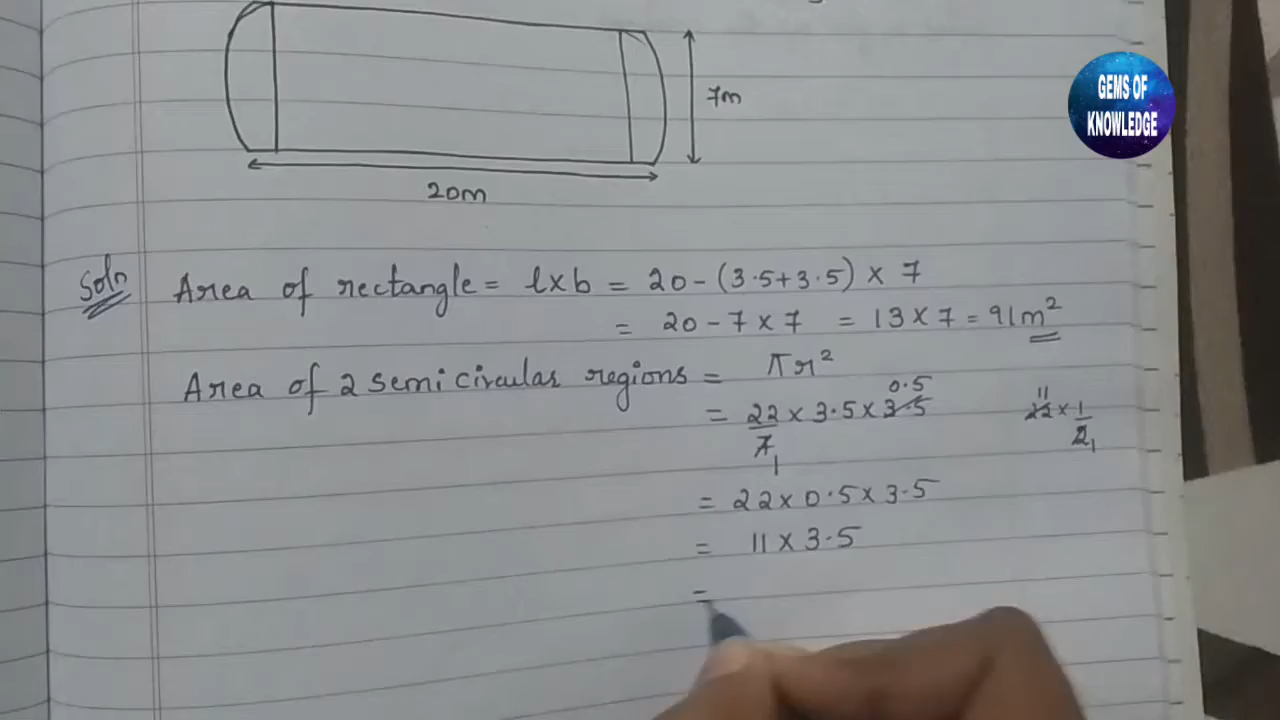 GEMS OF
KNOWLEDGE
7m
20m
Soln Area of rectangle = l x b = 20 - (3.5+3.5) x 7
= 20 - 7 x 7 = 13 x 7 = 91m²
Area of 2 semicircular regions = πr²
0.5
= 22/7 x 3.5 x 3.5
1
11
22 x 1/2
1
= 22 x 0.5 x 3.5
= 11 x 3.5
=